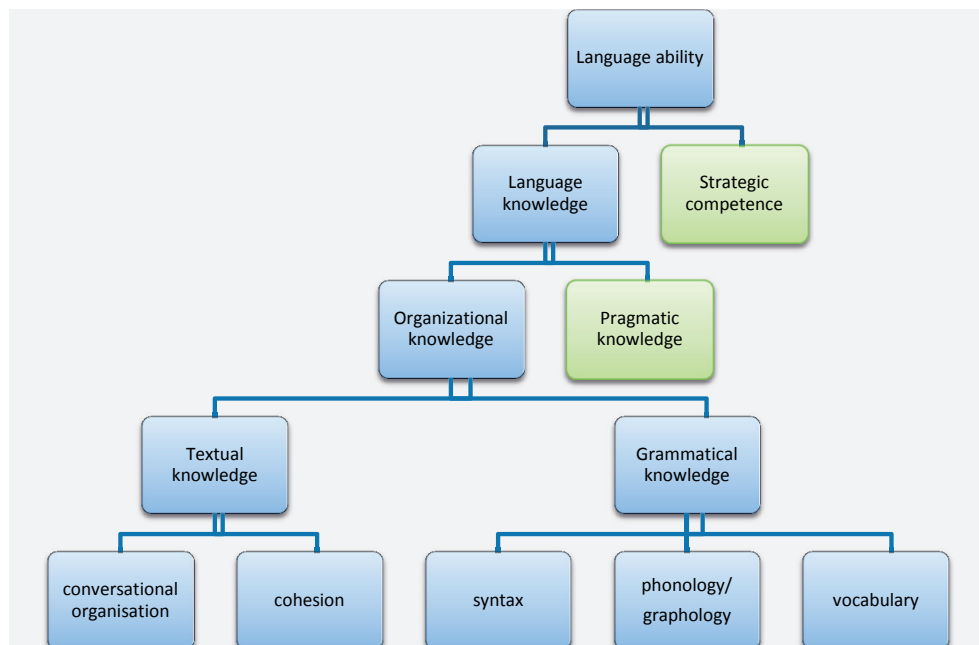 Language ability
Language
knowledge
Strategic
competence
Organizational
knowledge
Pragmatic
knowledge
Textual
knowledge
Grammatical
knowledge
conversational
organisation
cohesion
syntax
phonology/
graphology
vocabulary